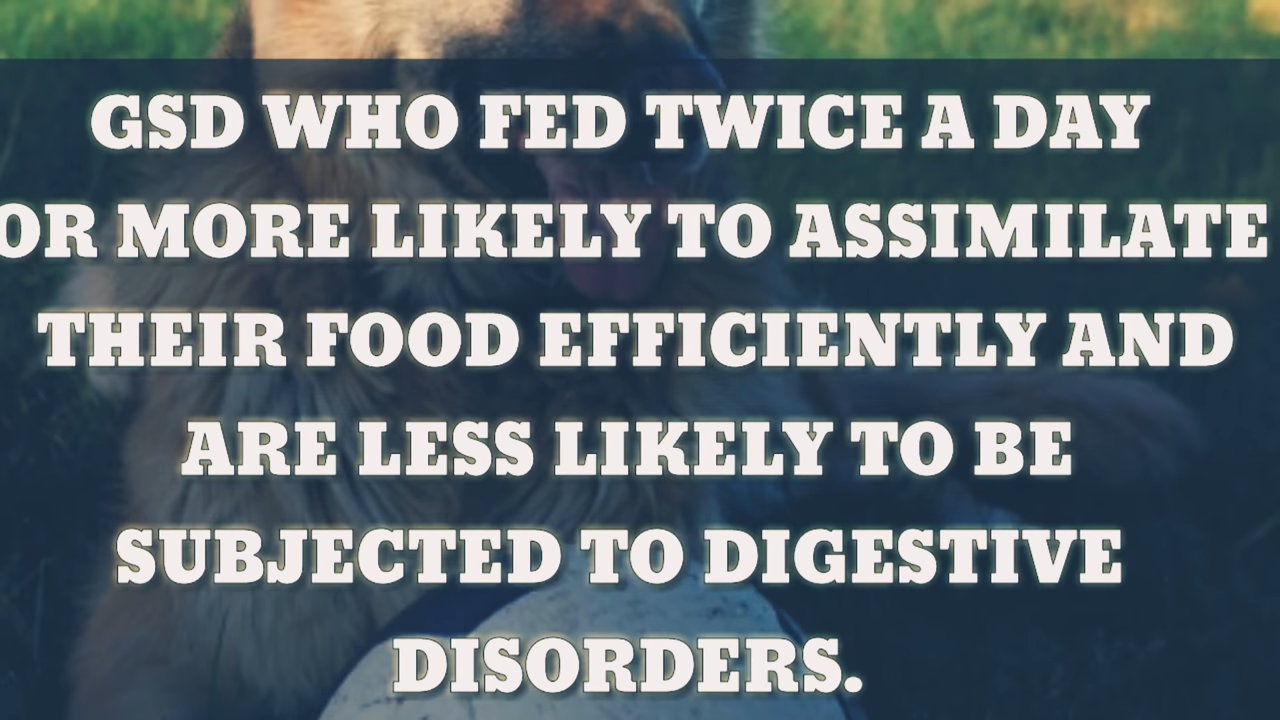 GSD WHO FED TWICE A DAY
OR MORE LIKELY TO ASSIMILATE
THEIR FOOD EFFICIENTLY AND
ARE LESS LIKELY TO BE
SUBJECTED TO DIGESTIVE
DISORDERS.